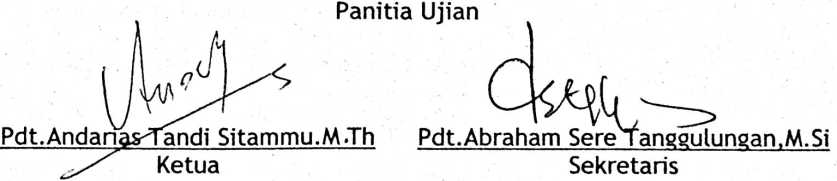 Panitia Ujian
Pdt.Andarias Tandi Sitammu.M.Th Pdt.Abraham Sere Tanggulungan,M.Si
Ketua Sekretaris